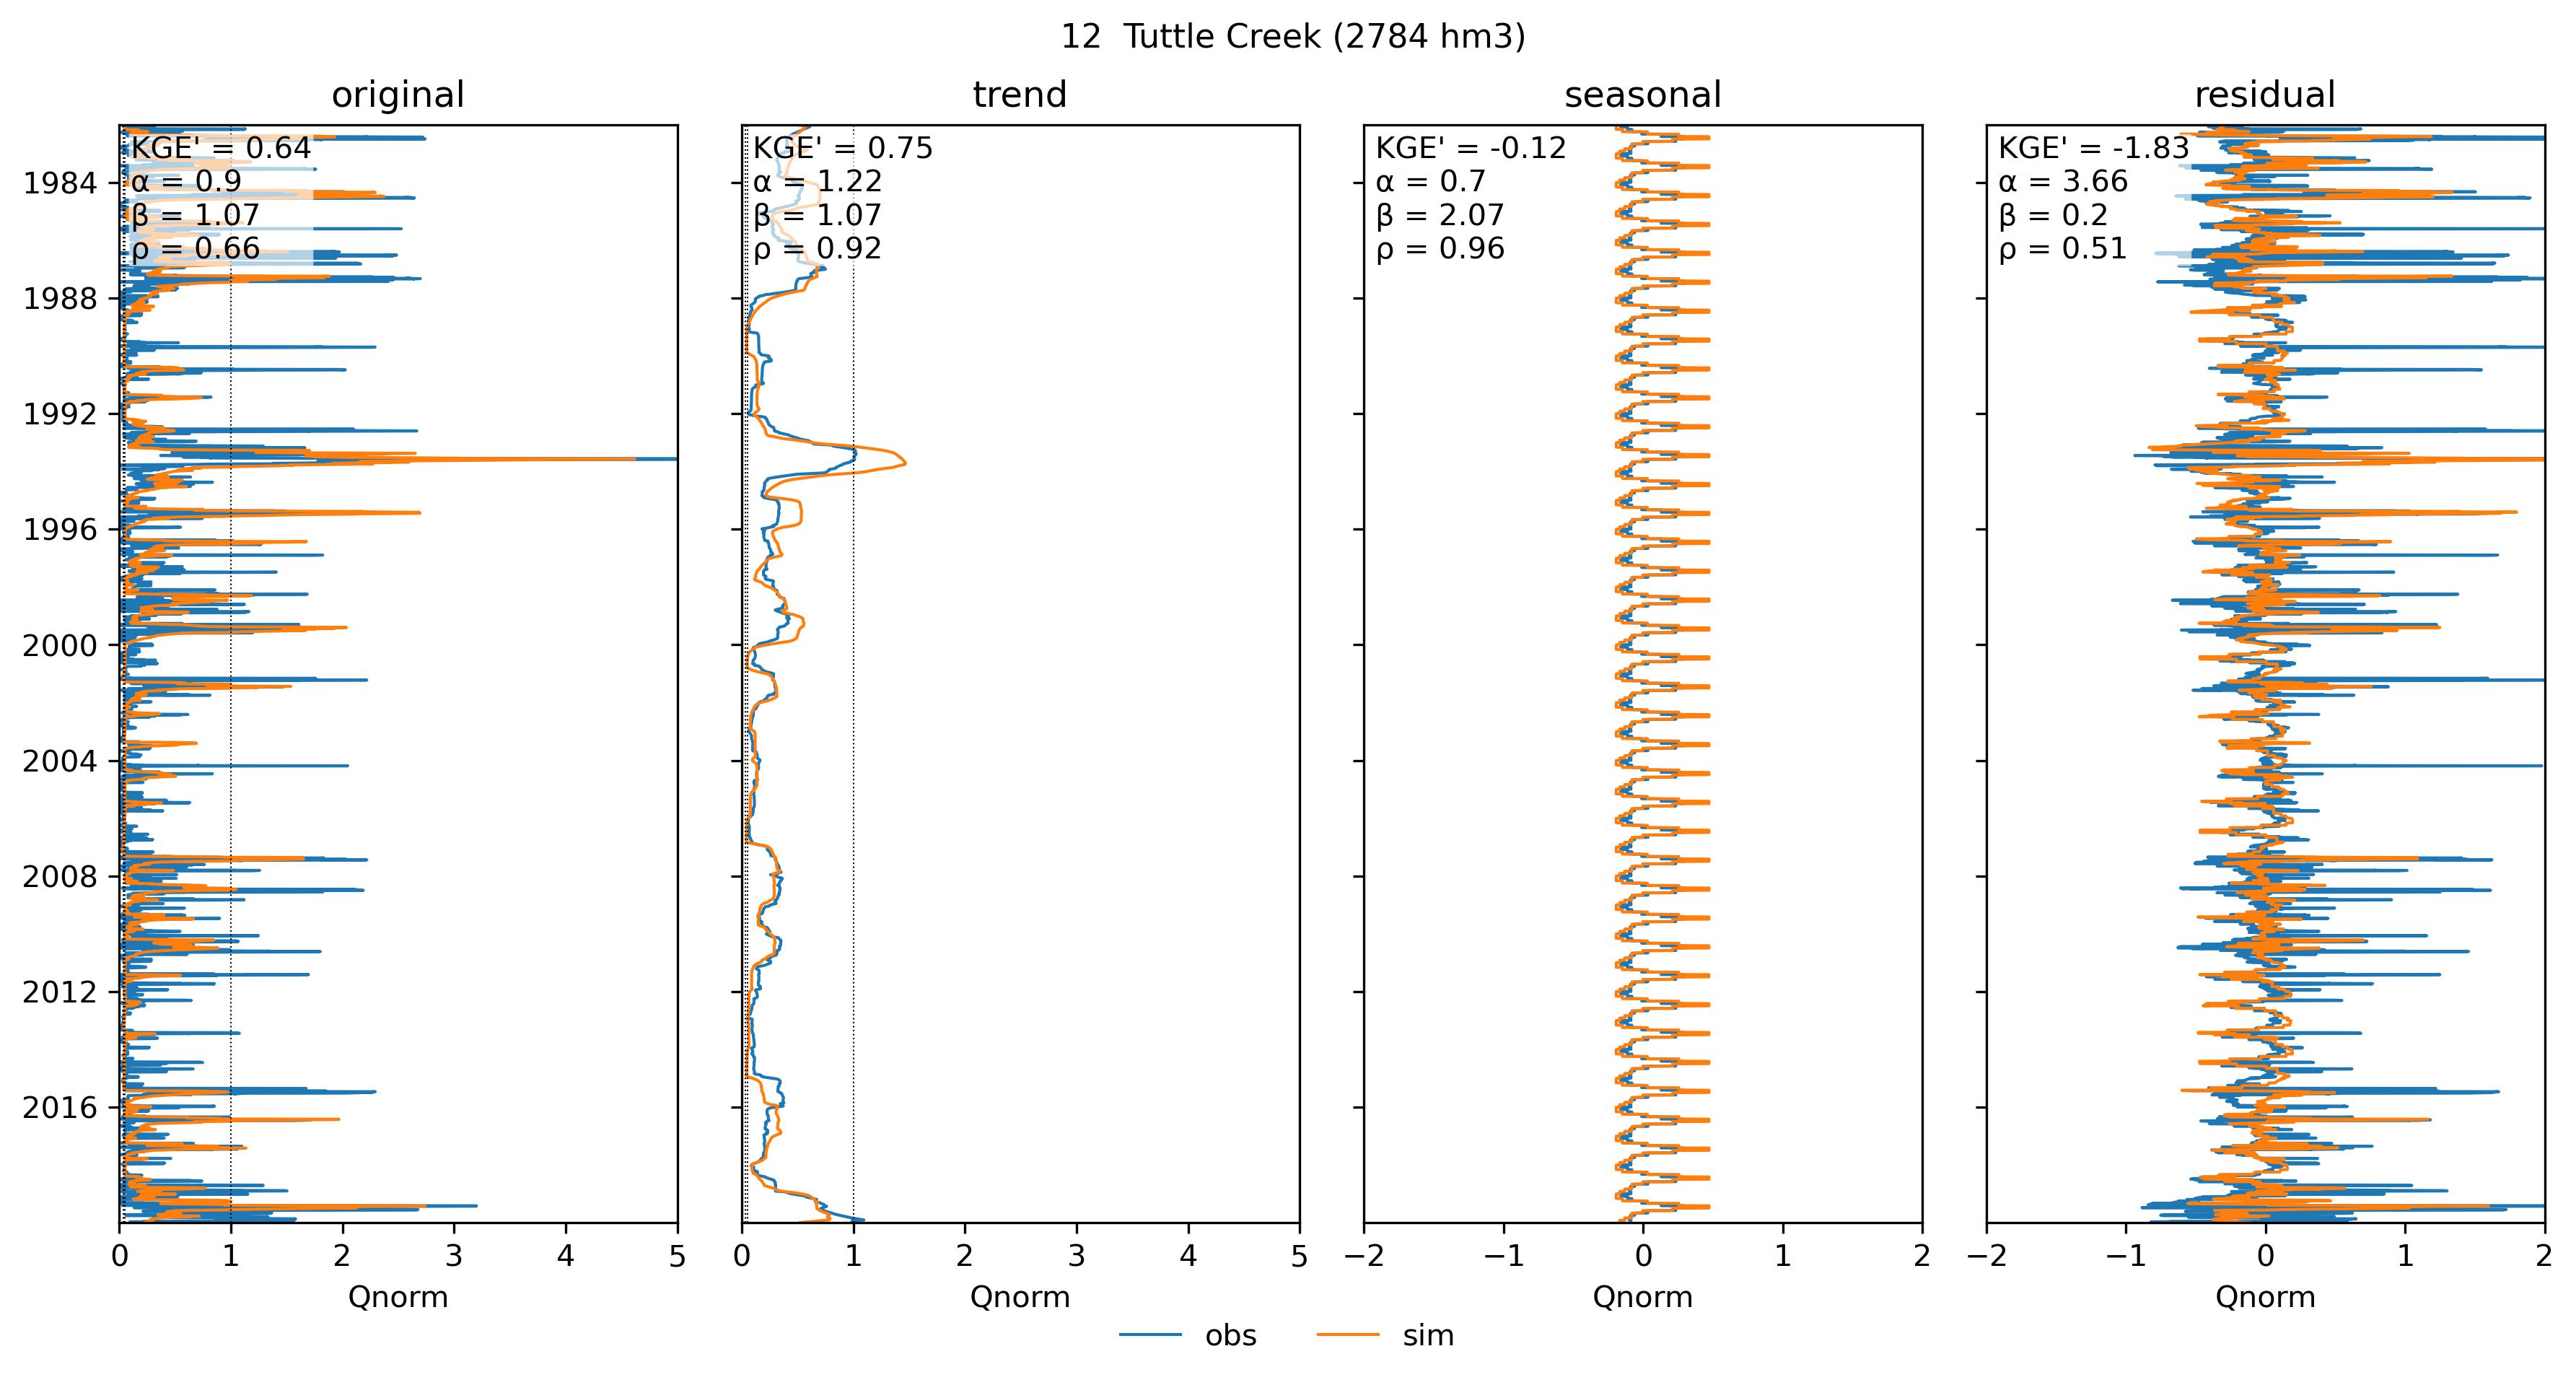 12  Tuttle Creek (2784 hm3)
original
trend
seasonal
residual
KGE' = 0.64
α = 0.9
β = 1.07
ρ = 0.66
KGE' = 0.75
α = 1.22
β = 1.07
ρ = 0.92
KGE' = -0.12
α = 0.7
β = 2.07
ρ = 0.96
KGE' = -1.83
α = 3.66
β = 0.2
ρ = 0.51
1984
1988
1992
1996
2000
2004
2008
2012
2016
0 1 2 3 4 5
0 1 2 3 4 5
−2 −1 0 1 2
−2 −1 0 1 2
Qnorm
Qnorm
Qnorm
Qnorm
obs sim